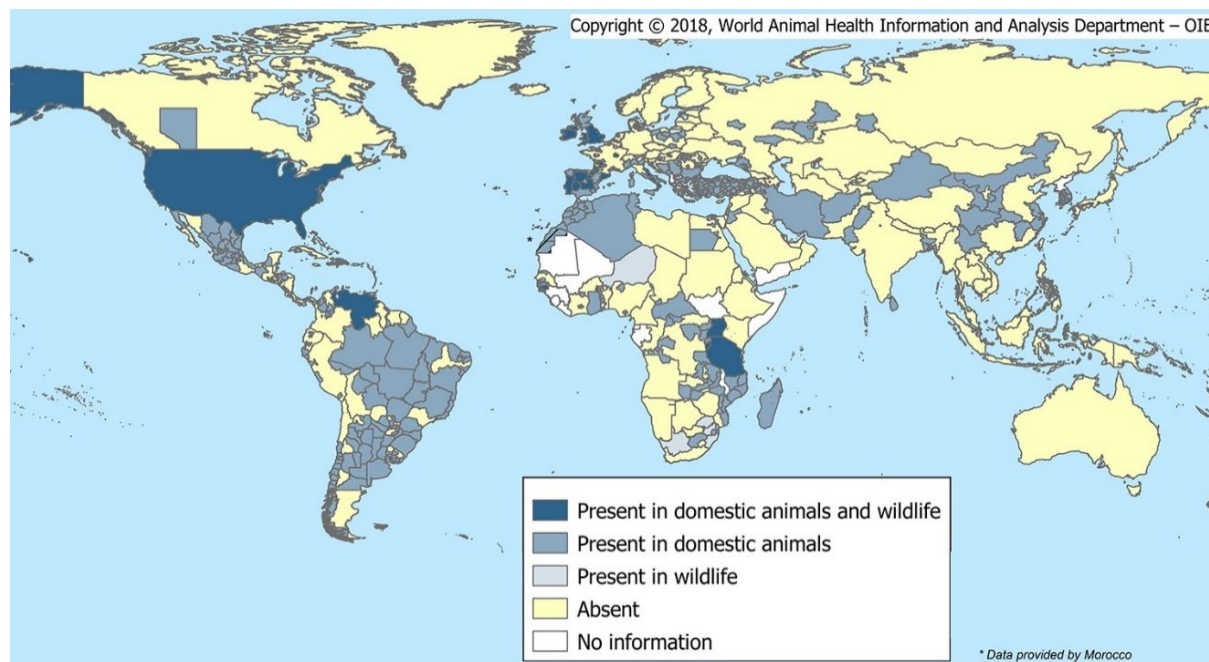 Copyright © 2018, World Animal Health Information and Analysis Department – OIE
*
Present in domestic animals and wildlife
Present in domestic animals
Present in wildlife
Absent
No information
* Data provided by Morocco